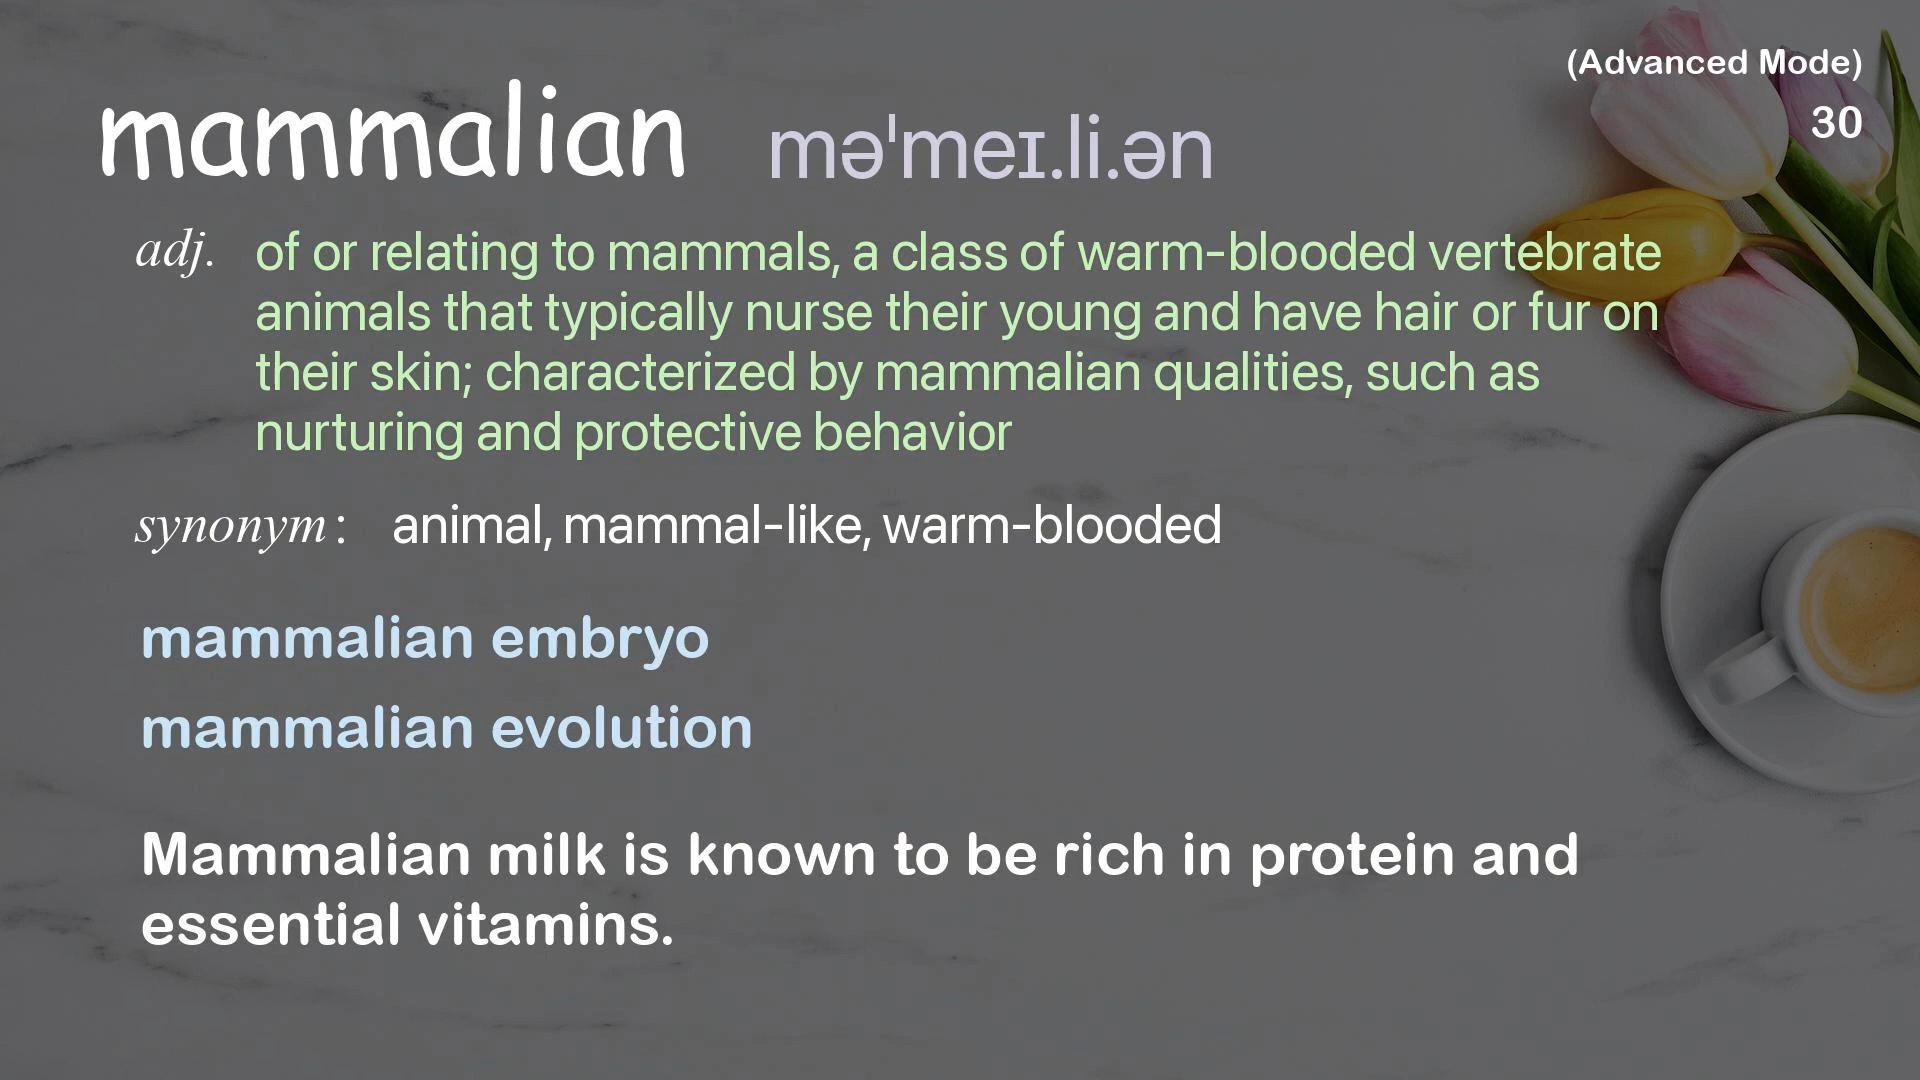 (Advanced Mode)
30
mammalian məˈmeɪ.li.ən
adj. of or relating to mammals, a class of warm-blooded vertebrate
animals that typically nurse their young and have hair or fur on
their skin; characterized by mammalian qualities, such as
nurturing and protective behavior
synonym : animal, mammal-like, warm-blooded
mammalian embryo
mammalian evolution
Mammalian milk is known to be rich in protein and
essential vitamins.